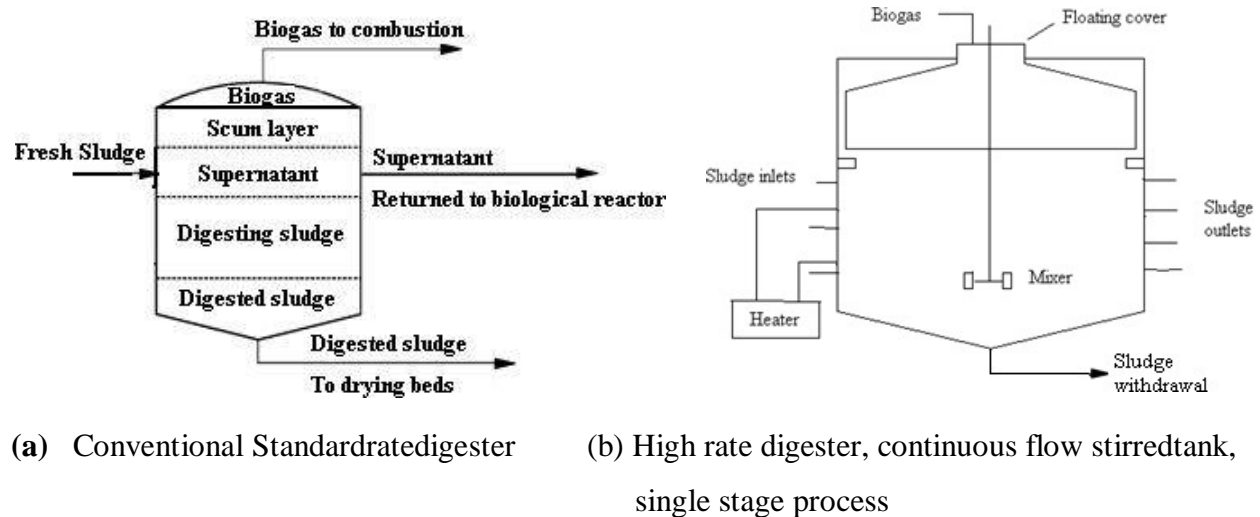 Biogas to combustion
Biogas
Scum layer
Fresh Sludge
Supernatant
Supernatant
Returned to biological reactor
Digesting sludge
Digested sludge
Digested sludge
To drying beds
(a) Conventional Standardratedigester
Biogas
Floating cover
Sludge inlets
Sludge
outlets
Mixer
Heater
Sludge
withdrawal
(b) High rate digester, continuous flow stirredtank,
single stage process